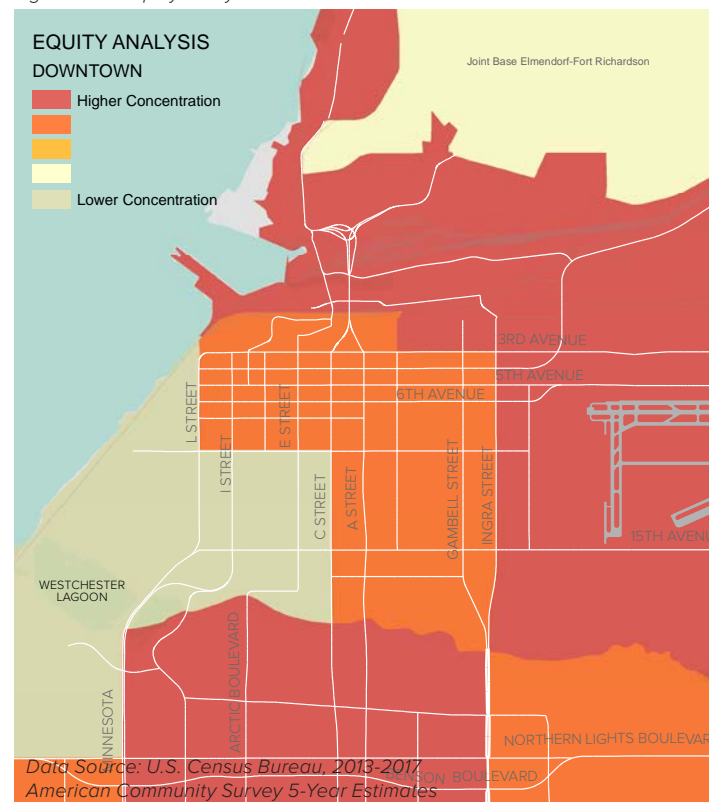 EQUITY ANALYSIS
DOWNTOWN
Higher Concentration
Lower Concentration
Joint Base Elmendorf-Fort Richardson
3RD AVENUE
5TH AVENUE
6TH AVENUE
L STREET
I STREET
E STREET
C STREET
A STREET
GAMBELL STREET
INGRA STREET
15TH AVENU
WESTCHESTER
LAGOON
ARCTIC BOULEVARD
NORTHERN LIGHTS BOULEVAR
BOULEVARD
Data Source: U.S. Census Bureau, 2013-2017
American Community Survey 5-Year Estimates